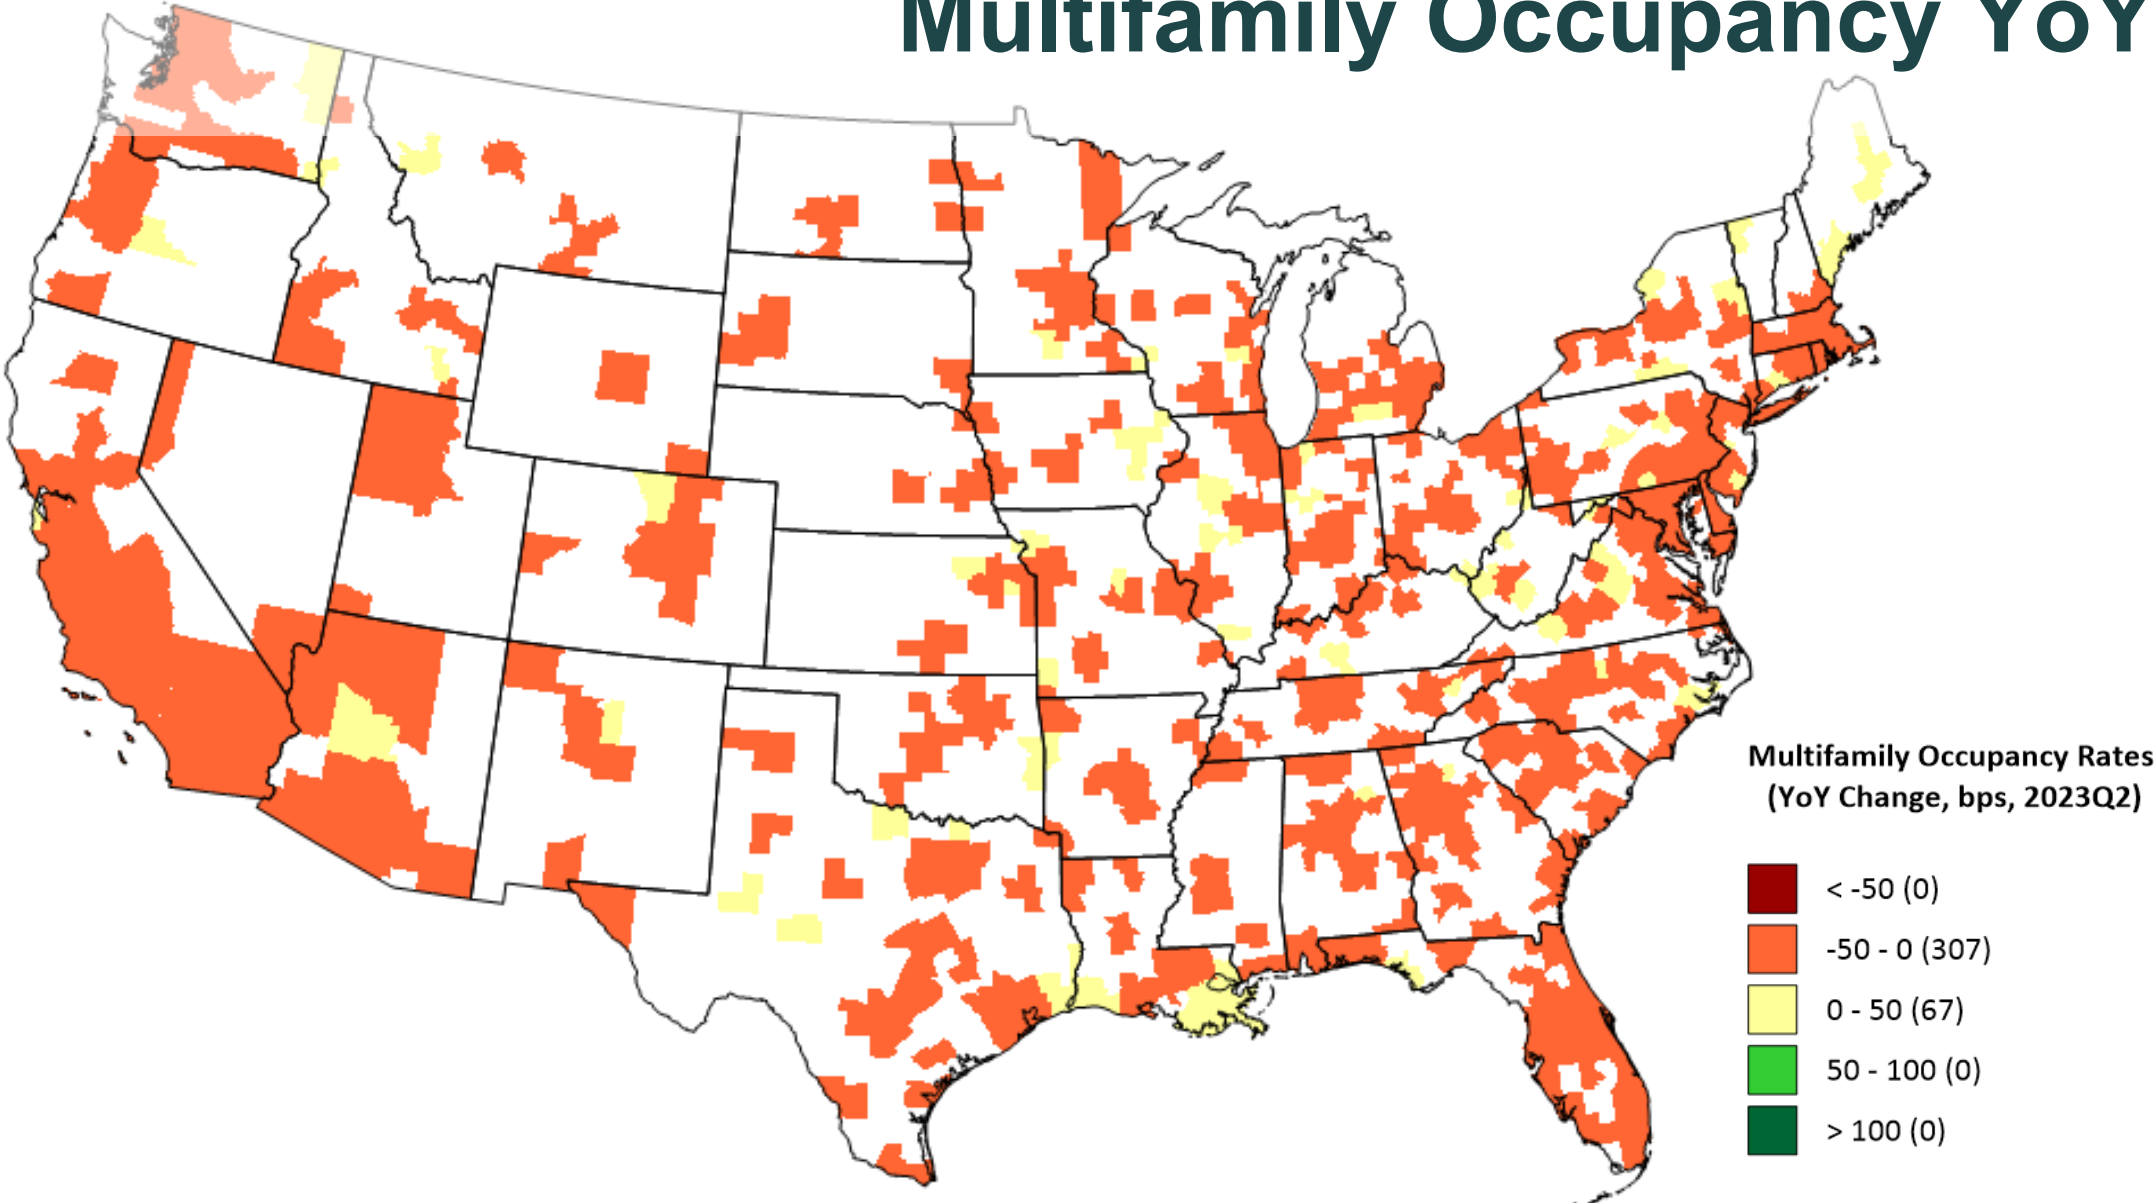 Multifamily Occupancy YoY
Multifamily Occupancy Rates
(YoY Change, bps, 2023Q2)
< -50 (0)
-50 - 0 (307)
0 - 50 (67)
50 - 100 (0)
> 100 (0)